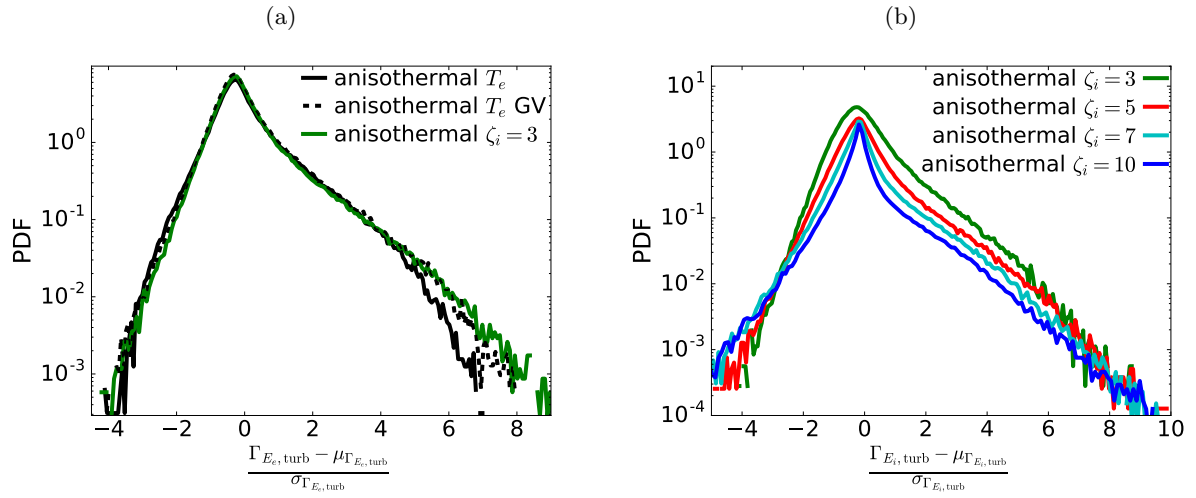 (a)
anisothermal T_e
anisothermal T_e GV
anisothermal ζ_i = 3
PDF
10^0
10^{-1}
10^{-2}
10^{-3}
−4 −2 0 2 4 6 8
Γ_{E_e, turb} − μ_{Γ_{E_e, turb}}
σ_{Γ_{E_e, turb}}
(b)
anisothermal ζ_i = 3
anisothermal ζ_i = 5
anisothermal ζ_i = 7
anisothermal ζ_i = 10
PDF
10^1
10^0
10^{-1}
10^{-2}
10^{-3}
10^{-4}
−4 −2 0 2 4 6 8 10
Γ_{E_i, turb} − μ_{Γ_{E_i, turb}}
σ_{Γ_{E_i, turb}}